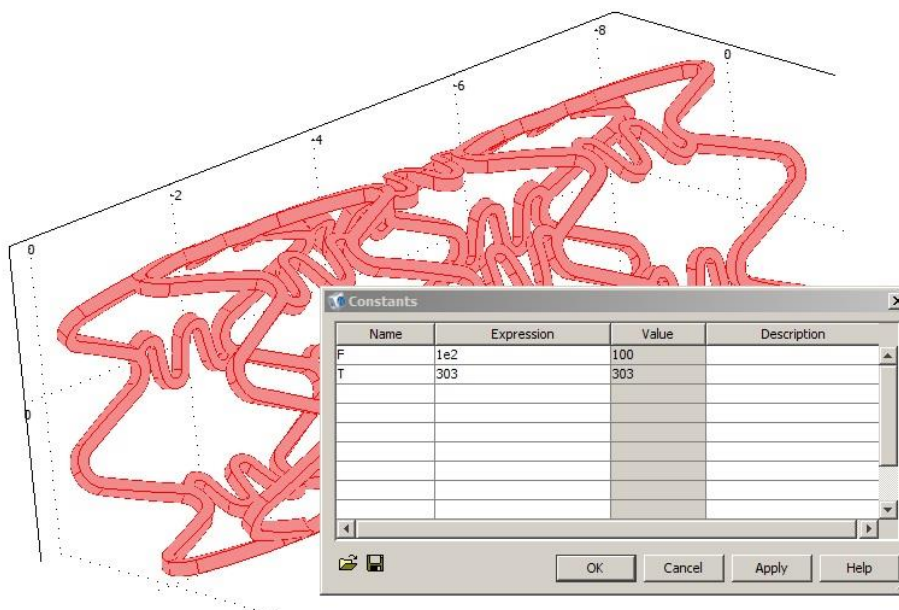 -8
0
-6
-4
-2
0
0
Constants
Name Expression Value Description
F 1e2 100
T 303 303
OK Cancel Apply Help